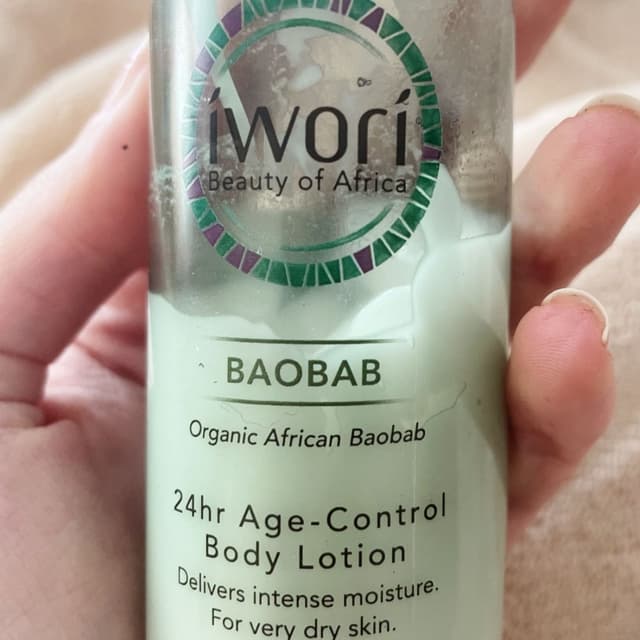 íworí
Beauty of Africa
BAOBAB
Organic African Baobab
24hr Age-Control
Body Lotion
Delivers intense moisture.
For very dry skin.